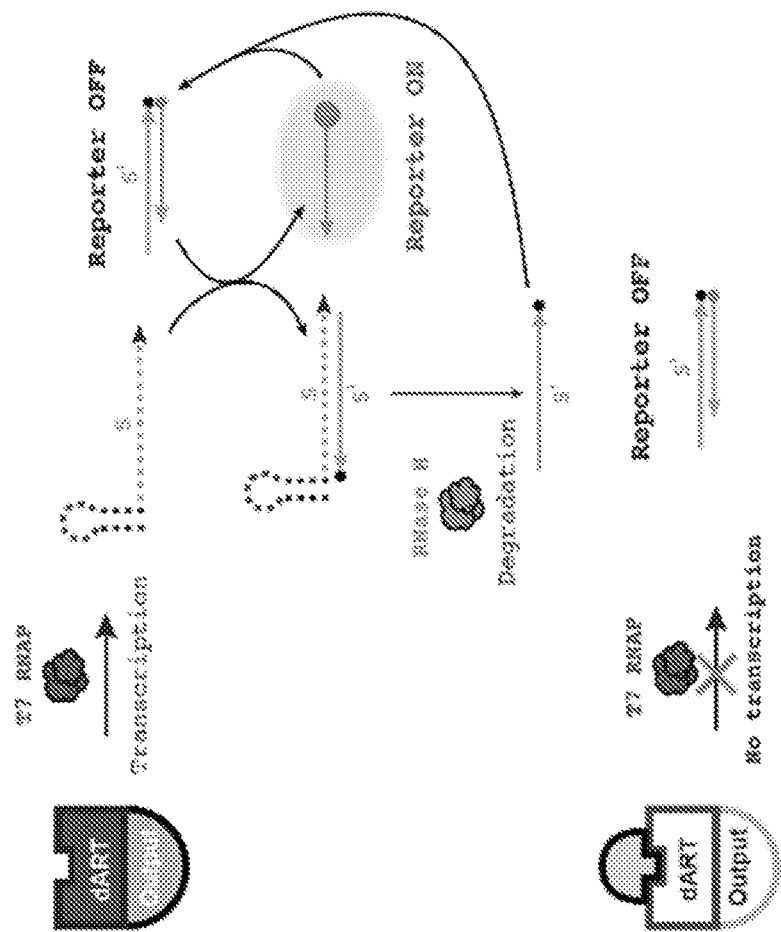 dART
Output
T7 RNAP
Transcription
S
Reporter OFF
S'
S
S'
Reporter ON
RNase H
Degradation
S'
dART
Output
T7 RNAP
No transcription
Reporter OFF
S'